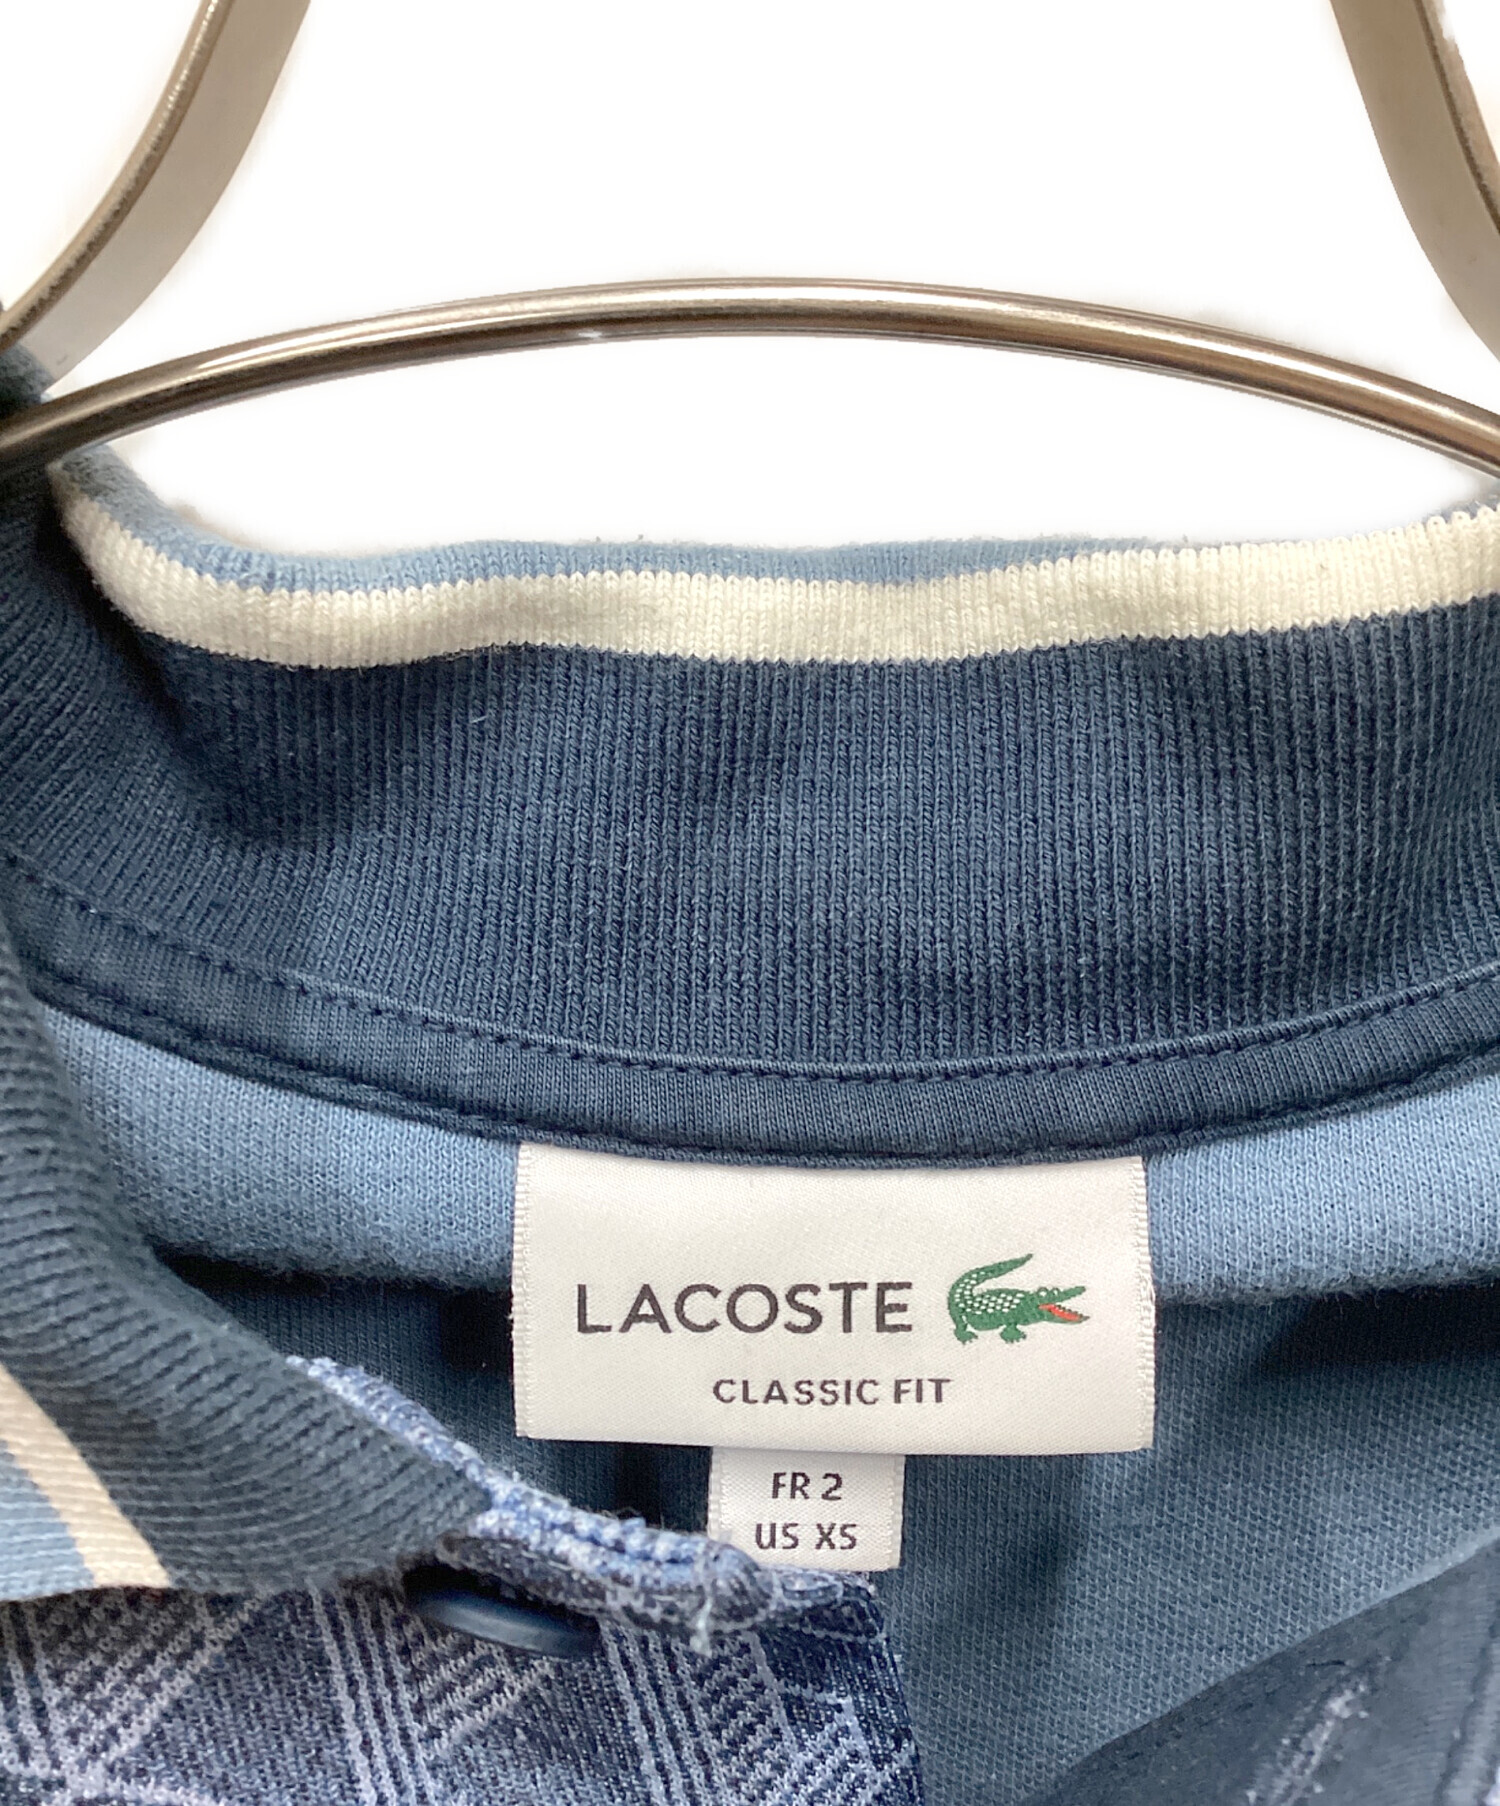 LACOSTE
CLASSIC FIT
FR 2
US XS